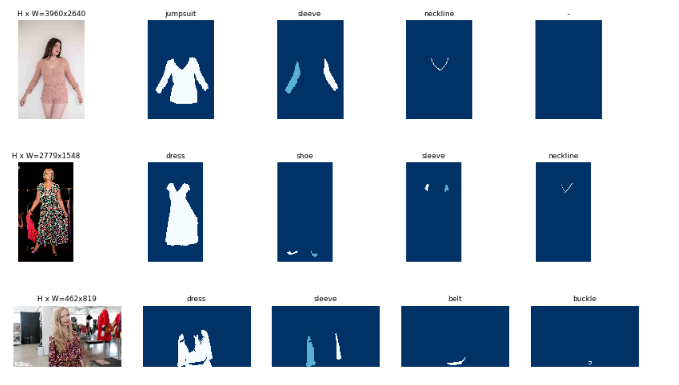 H x W=3960x2640 jumpsuit sleeve neckline -
H x W=2779x1548 dress shoe sleeve neckline
H x W=462x819 dress sleeve belt buckle